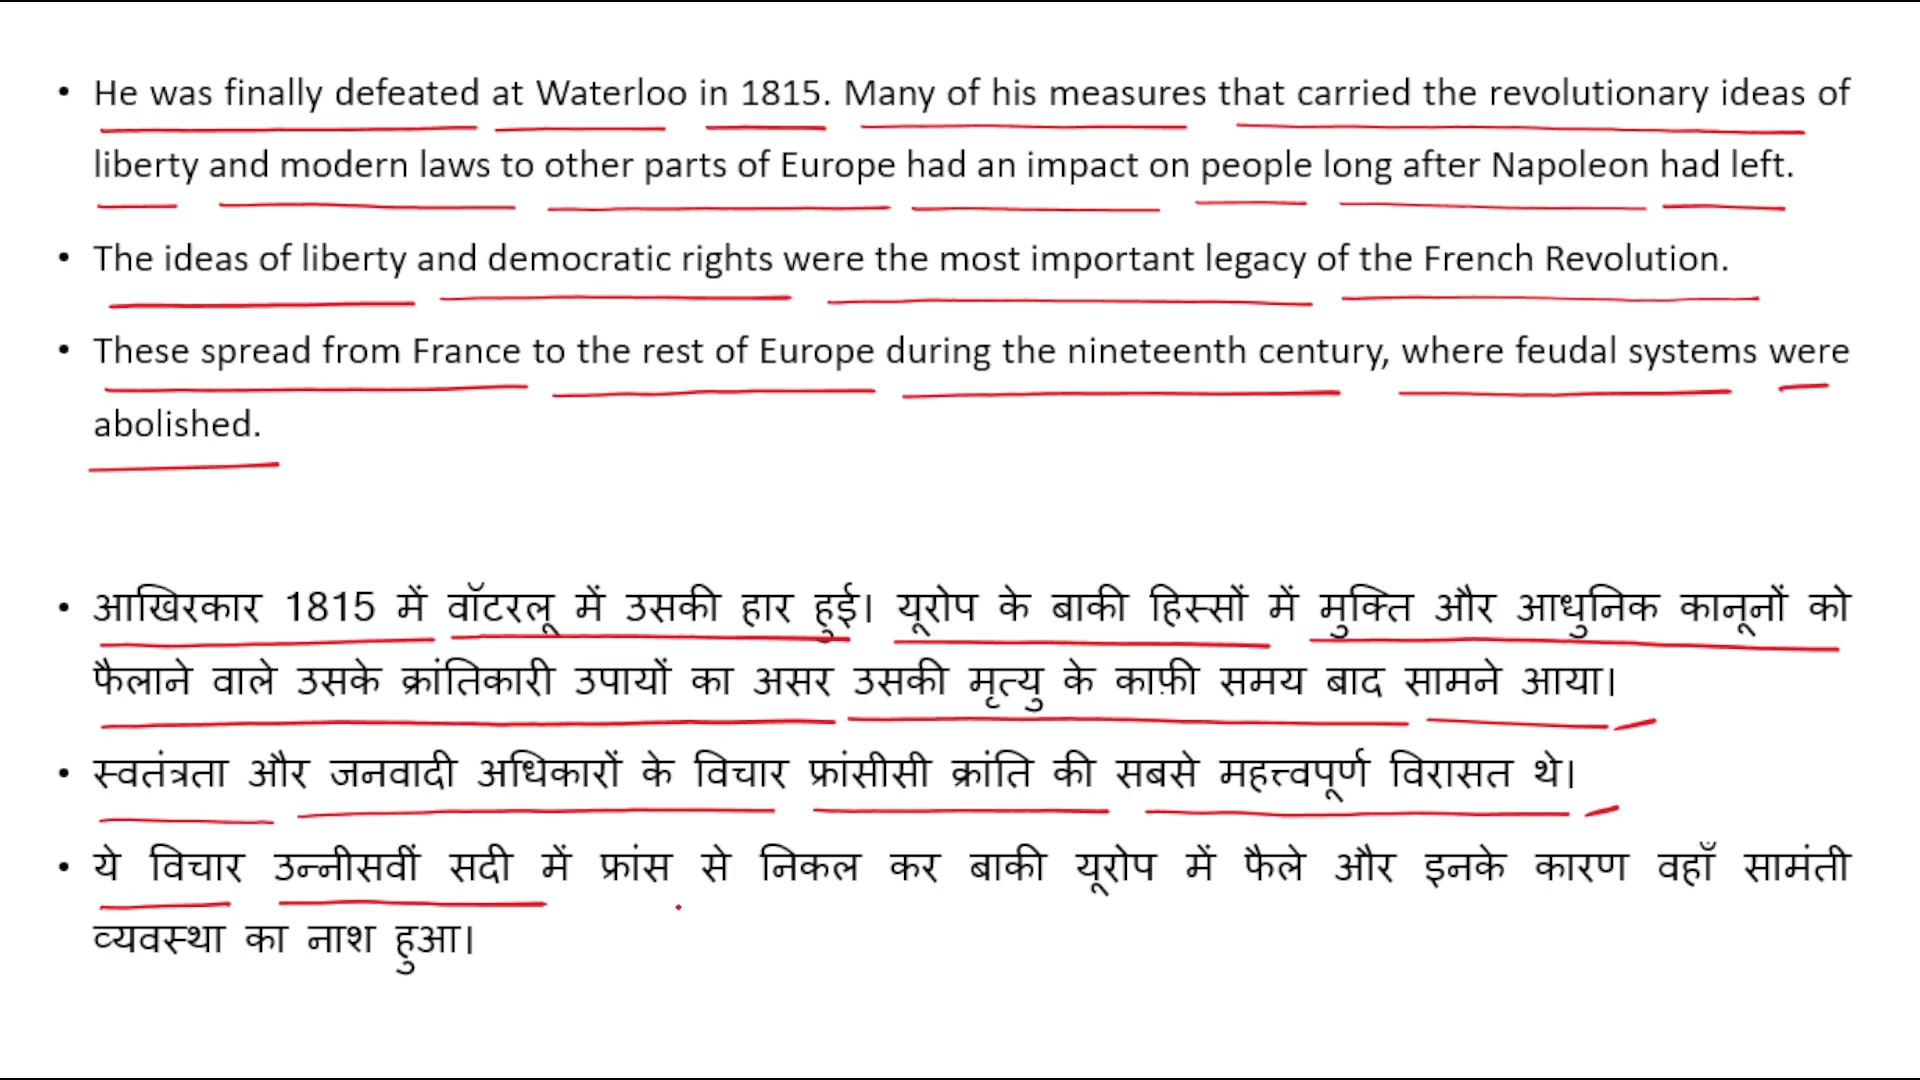 • He was finally defeated at Waterloo in 1815. Many of his measures that carried the revolutionary ideas of
liberty and modern laws to other parts of Europe had an impact on people long after Napoleon had left.
• The ideas of liberty and democratic rights were the most important legacy of the French Revolution.
• These spread from France to the rest of Europe during the nineteenth century, where feudal systems were
abolished.
• आखिरकार 1815 में वॉटरलू में उसकी हार हुई। यूरोप के बाकी हिस्सों में मुक्ति और आधुनिक कानूनों को
फैलाने वाले उसके क्रांतिकारी उपायों का असर उसकी मृत्यु के काफ़ी समय बाद सामने आया।
• स्वतंत्रता और जनवादी अधिकारों के विचार फ्रांसीसी क्रांति की सबसे महत्त्वपूर्ण विरासत थे।
• ये विचार उन्नीसवीं सदी में फ्रांस से निकल कर बाकी यूरोप में फैले और इनके कारण वहाँ सामंती
व्यवस्था का नाश हुआ।